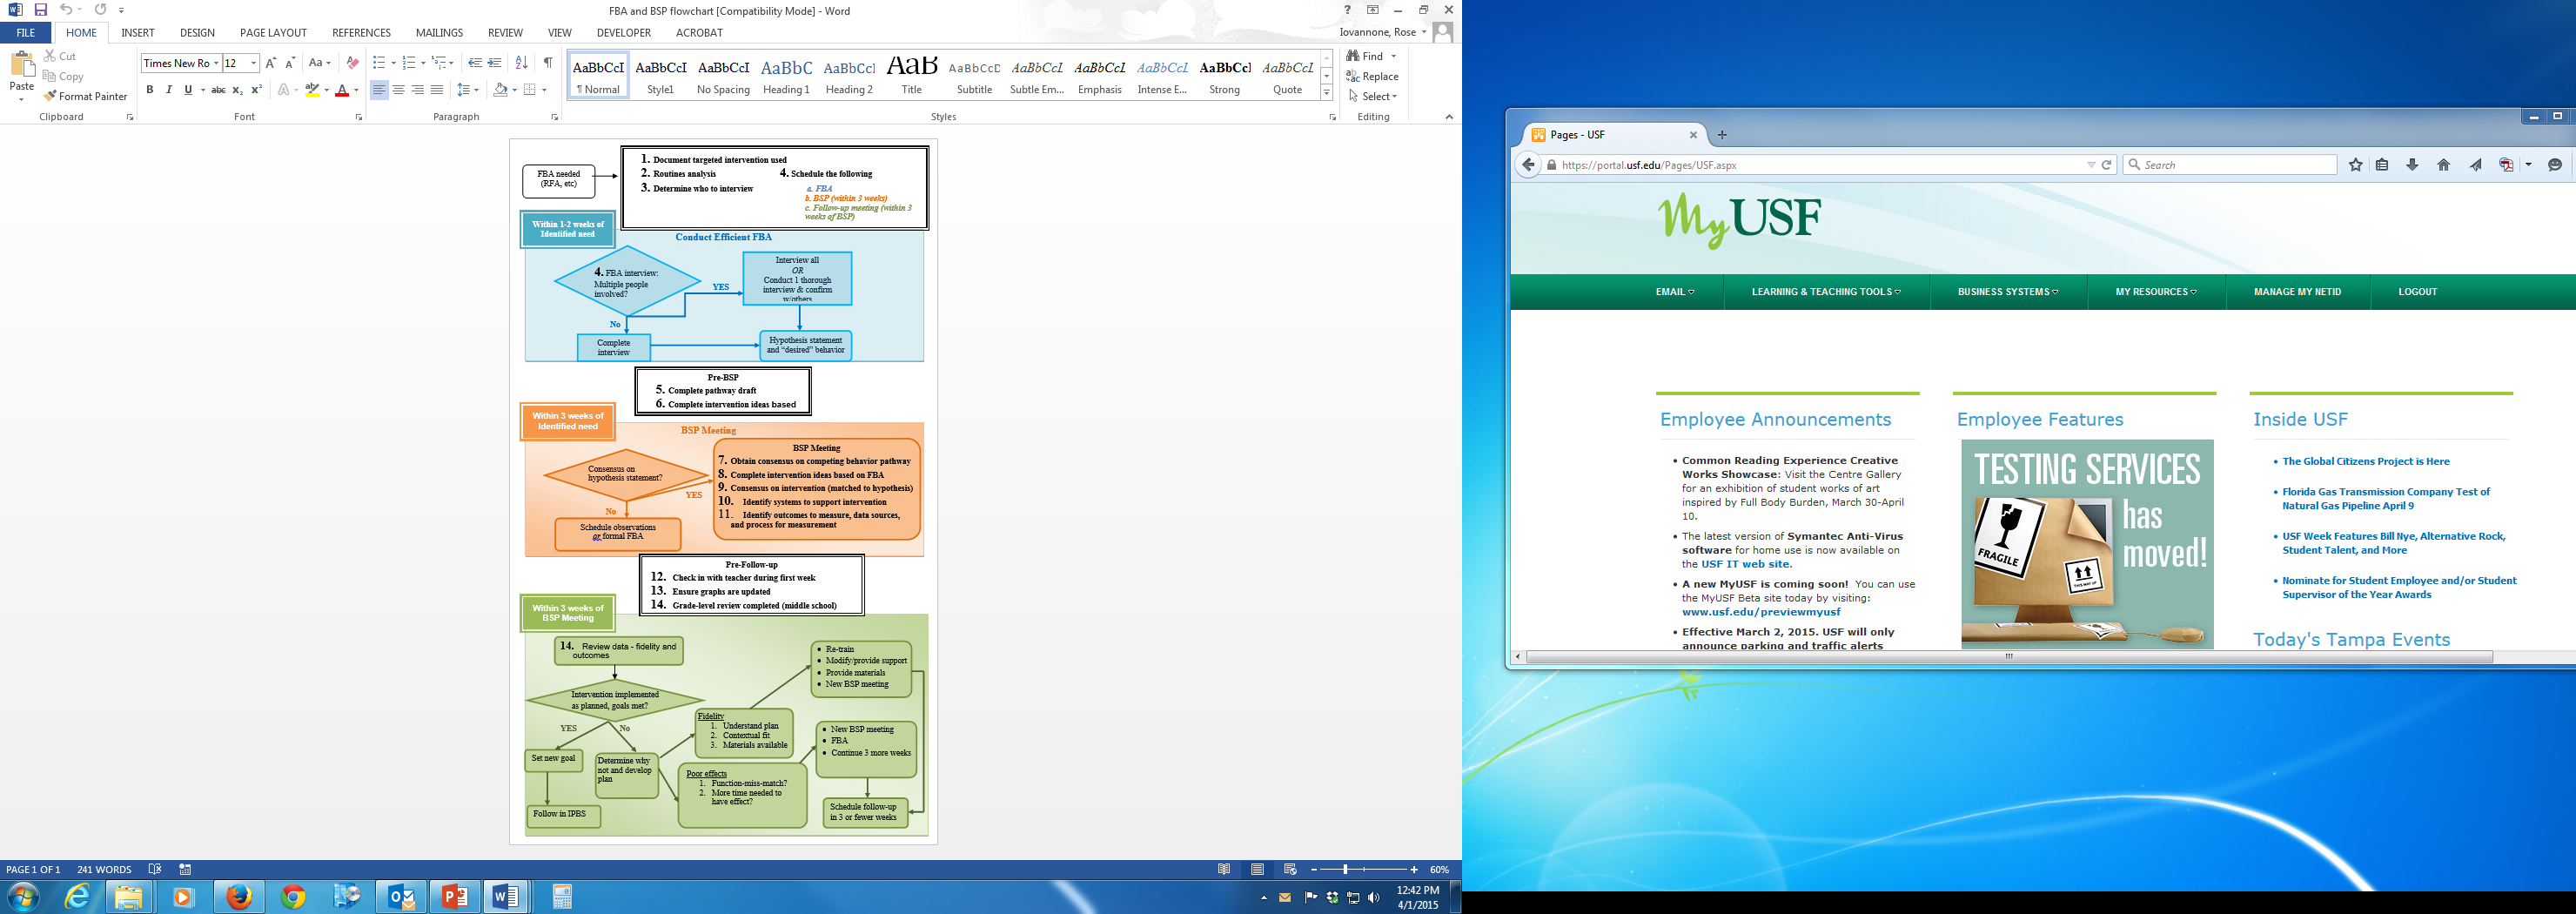 FBA and BSP flowchart [Compatibility Mode] - Word
FILE HOME INSERT DESIGN PAGE LAYOUT REFERENCES MAILINGS REVIEW VIEW DEVELOPER ACROBAT
Iovannone, Rose
Paste
Cut
Copy
Format Painter
Clipboard
Times New Ro 12
Font
Paragraph
AaBbCcI AaBbCcI AaBbCcI AaBbC AaBbCcI AaB AaBbCcD AaBbCcL AaBbCcL AaBbCcL AaBbCcI AaBbCcL
¶ Normal Style1 No Spacing Heading 1 Heading 2 Title Subtitle Subtle Em... Emphasis Intense E... Strong Quote
Styles
Find
Replace
Select
Editing
FBA needed
(RFA, etc)
1. Document targeted intervention used
2. Routines analysis
3. Determine who to interview
4. Schedule the following
a. FBA
b. BSP (within 3 weeks)
c. Follow-up meeting (within 3
weeks of BSP)
Within 1-2 weeks of
Identified need
Conduct Efficient FBA
4. FBA interview:
Multiple people
involved?
YES
Interview all
OR
Conduct 1 thorough
interview & confirm
w/others
No
Complete
interview
Hypothesis statement
and “desired” behavior
Pre-BSP
5. Complete pathway draft
6. Complete intervention ideas based
Within 3 weeks of
Identified need
BSP Meeting
Consensus on
hypothesis statement?
YES
No
Schedule observations
or formal FBA
BSP Meeting
7. Obtain consensus on competing behavior pathway
8. Complete intervention ideas based on FBA
9. Consensus on intervention (matched to hypothesis)
10. Identify systems to support intervention
11. Identify outcomes to measure, data sources,
and process for measurement
Pre-Follow-up
12. Check in with teacher during first week
13. Ensure graphs are updated
14. Grade-level review completed (middle school)
Within 3 weeks of
BSP Meeting
14. Review data - fidelity and
outcomes
Intervention implemented
as planned, goals met?
YES
No
Set new goal
Follow in IPBS
Determine why
not and develop
plan
Fidelity
1. Understand plan
2. Contextual fit
3. Materials available
Poor effects
1. Function-miss-match?
2. More time needed to
have effect?
• Re-train
• Modify/provide support
• Provide materials
• New BSP meeting
• New BSP meeting
• FBA
• Continue 3 more weeks
Schedule follow-up
in 3 or fewer weeks
PAGE 1 OF 1 241 WORDS
60%
12:42 PM
4/1/2015
Pages - USF
https://portal.usf.edu/Pages/USF.aspx
Search
My USF
EMAIL LEARNING & TEACHING TOOLS BUSINESS SYSTEMS MY RESOURCES MANAGE MY NETID LOGOUT
Employee Announcements
• Common Reading Experience Creative
Works Showcase: Visit the Centre Gallery
for an exhibition of student works of art
inspired by Full Body Burden, March 30-April
10.
• The latest version of Symantec Anti-Virus
software for home use is now available on
the USF IT web site.
• A new MyUSF is coming soon! You can use
the MyUSF Beta site today by visiting:
www.usf.edu/previewmyusf
• Effective March 2, 2015. USF will only
announce parking and traffic alerts
Employee Features
TESTING SERVICES
has
moved!
FRAGILE
THIS WAY UP
Inside USF
• The Global Citizens Project is Here
• Florida Gas Transmission Company Test of
Natural Gas Pipeline April 9
• USF Week Features Bill Nye, Alternative Rock,
Student Talent, and More
• Nominate for Student Employee and/or Student
Supervisor of the Year Awards
Today's Tampa Events